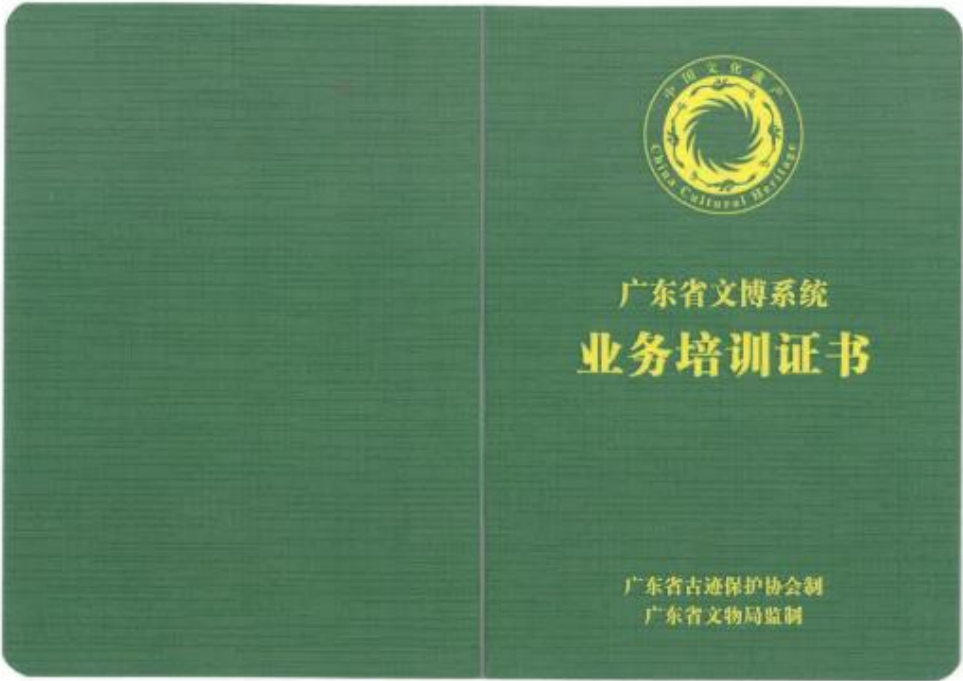 中国文化遗产
China Cultural Heritage
广东省文博系统
业务培训证书
广东省古迹保护协会制
广东省文物局监制